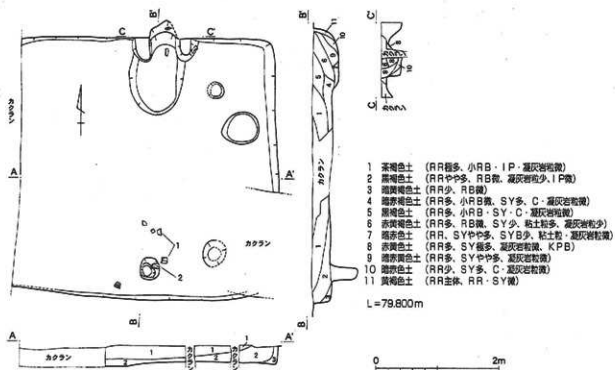 B'
C C'
カクラン
A A'
1
2
カクラン
B
A A'
カクラン 1 2 カクラン 1 カクラン 2 3
B'
11
10
カクラン
B
C'
カクラン
10
C
カクラン
1 茶褐色土 (RR極多、小RB・IP・凝灰岩粒微)
2 黒褐色土 (RRやや多、RB微、凝灰岩粒少、IP微)
3 暗黄褐色土 (RR少、RB微)
4 暗赤褐色土 (RR多、小RB微、SY多、C・凝灰岩粒微)
5 黒褐色土 (RR多、小RB・SY・C・凝灰岩粒微)
6 赤黄褐色土 (RR多、RB微、SY少、粘土粒多、凝灰岩粒少)
7 暗赤色土 (RR、SYやや多、SYB少、粘土粒・凝灰岩粒微)
8 赤黄色土 (RR多、SY極多、凝灰岩粒微、KPB)
9 暗赤黄色土 (RR多、SYやや多、凝灰岩粒微)
10 暗赤色土 (RR少、SY多、C・凝灰岩粒微)
11 黄褐色土 (RR主体、RR・SY微)
L=79.800m
0 2m